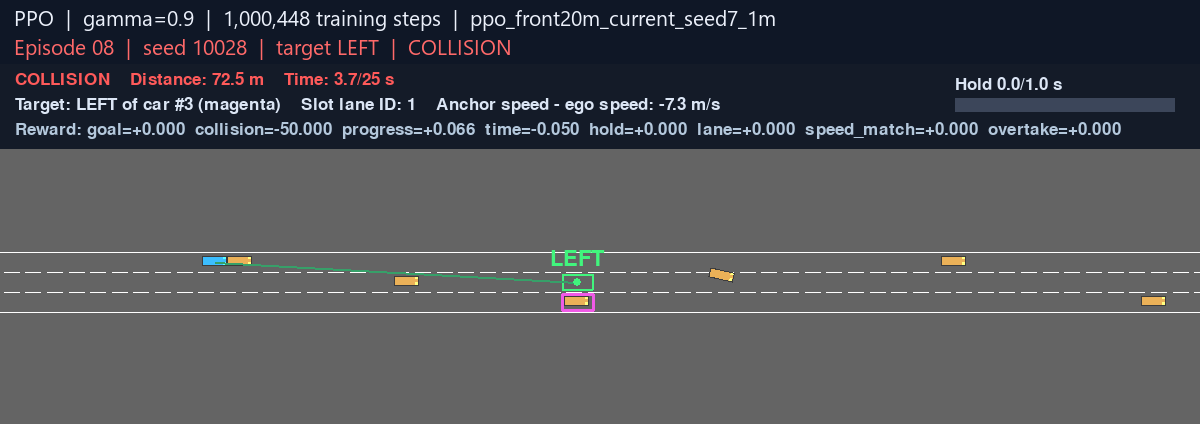 PPO | gamma=0.9 | 1,000,448 training steps | ppo_front20m_current_seed7_1m
Episode 08 | seed 10028 | target LEFT | COLLISION
COLLISION Distance: 72.5 m Time: 3.7/25 s
Hold 0.0/1.0 s
Target: LEFT of car #3 (magenta) Slot lane ID: 1 Anchor speed - ego speed: -7.3 m/s
Reward: goal=+0.000 collision=-50.000 progress=+0.066 time=-0.050 hold=+0.000 lane=+0.000 speed_match=+0.000 overtake=+0.000
LEFT